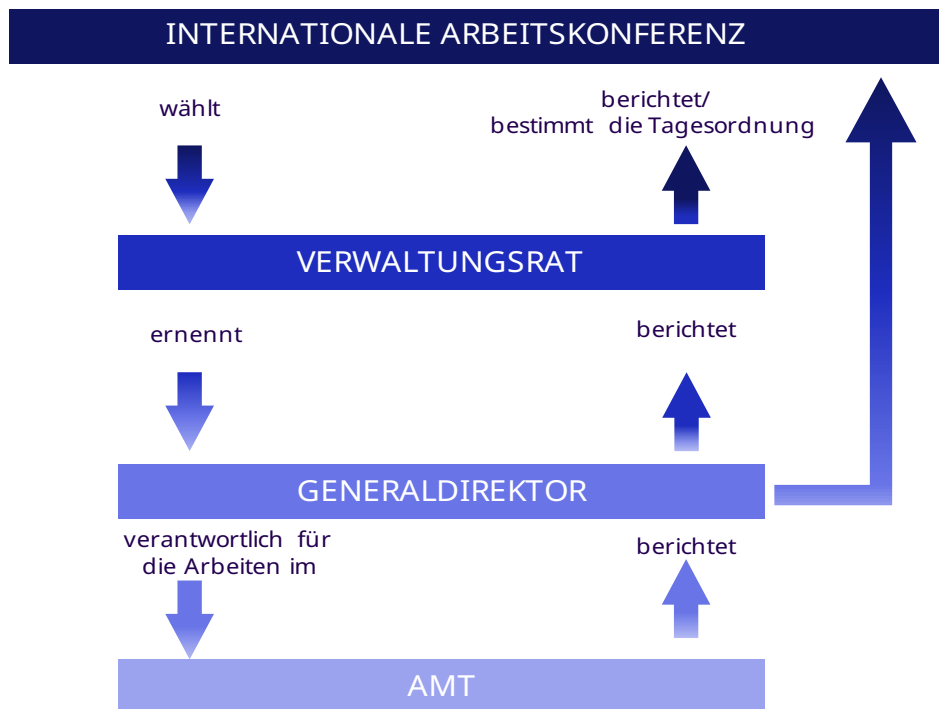 INTERNATIONALE ARBEITSKONFERENZ
wählt
berichtet/
bestimmt die Tagesordnung
VERWALTUNGSRAT
ernennt
berichtet
GENERALDIREKTOR
verantwortlich für
die Arbeiten im
berichtet
AMT